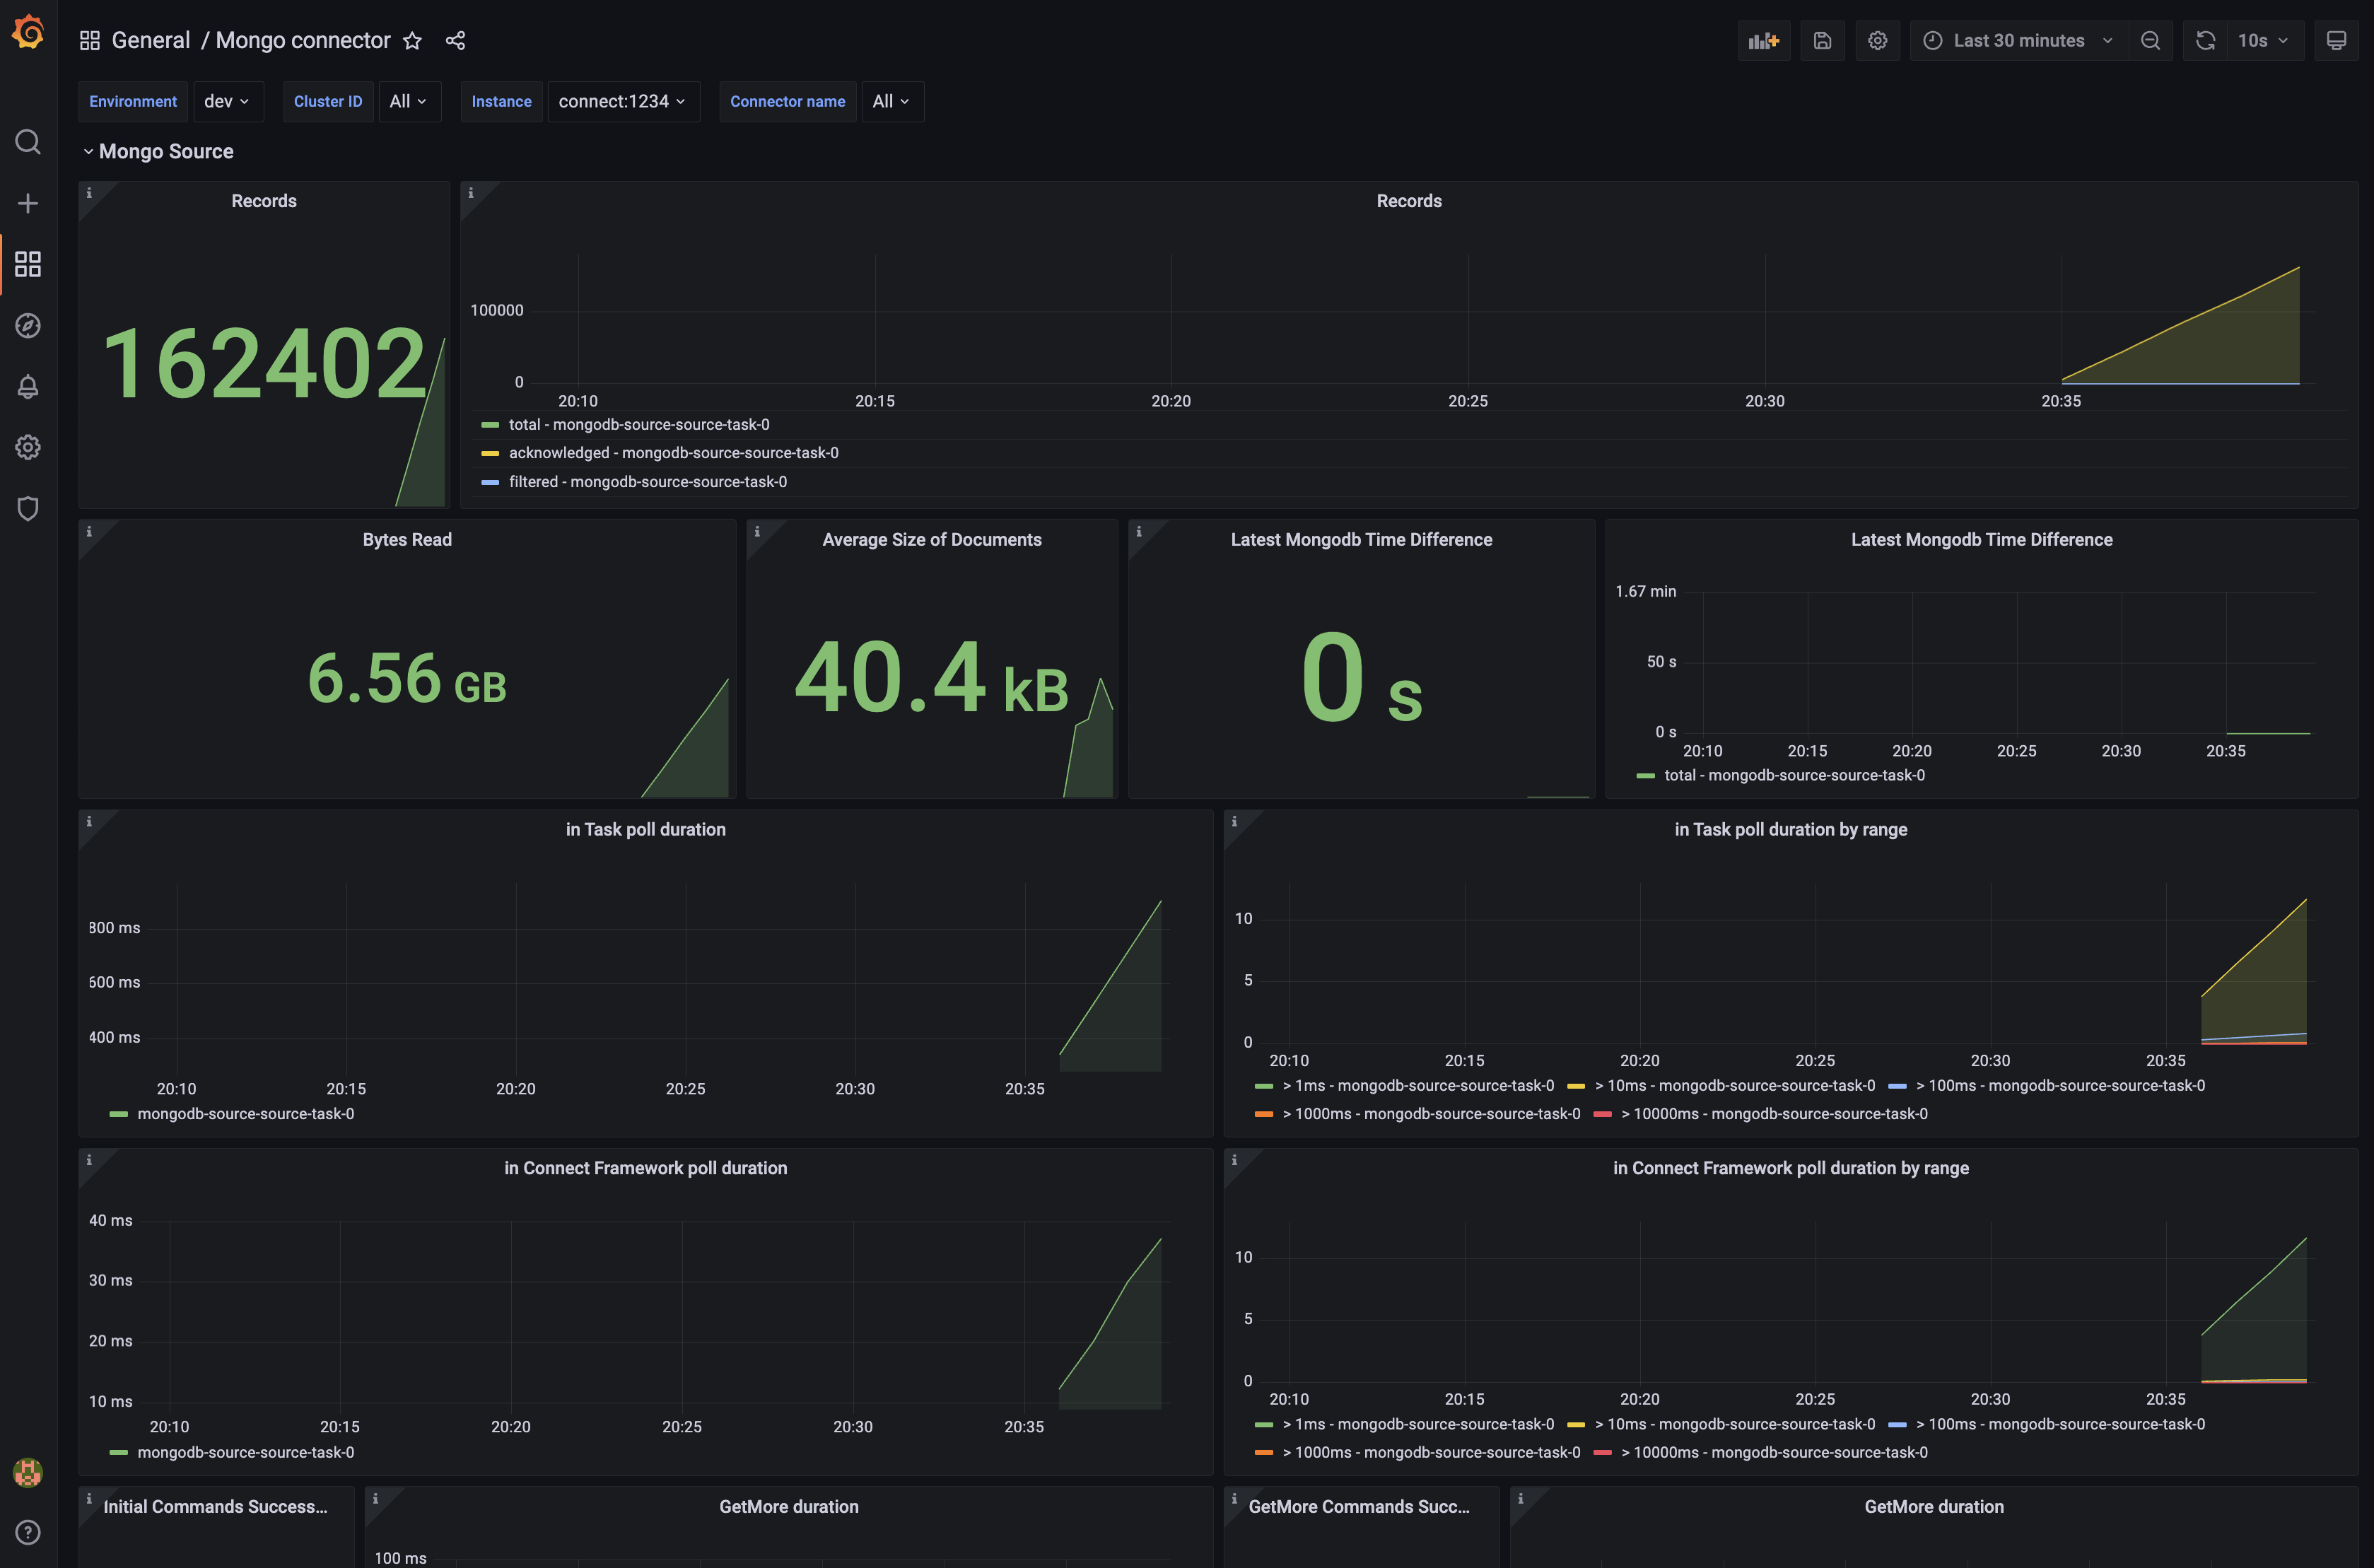 General / Mongo connector
Last 30 minutes
10s
Environment dev Cluster ID All Instance connect:1234 Connector name All
Mongo Source
Records
162402
Records
100000
0
20:10 20:15 20:20 20:25 20:30 20:35
total - mongodb-source-source-task-0
acknowledged - mongodb-source-source-task-0
filtered - mongodb-source-source-task-0
Bytes Read
6.56 GB
Average Size of Documents
40.4 kB
Latest Mongodb Time Difference
0 s
Latest Mongodb Time Difference
1.67 min
50 s
0 s
20:10 20:15 20:20 20:25 20:30 20:35
total - mongodb-source-source-task-0
in Task poll duration
800 ms
600 ms
400 ms
20:10 20:15 20:20 20:25 20:30 20:35
mongodb-source-source-task-0
in Task poll duration by range
10
5
0
20:10 20:15 20:20 20:25 20:30 20:35
> 1ms - mongodb-source-source-task-0 > 10ms - mongodb-source-source-task-0 > 100ms - mongodb-source-source-task-0
> 1000ms - mongodb-source-source-task-0 > 10000ms - mongodb-source-source-task-0
in Connect Framework poll duration
40 ms
30 ms
20 ms
10 ms
20:10 20:15 20:20 20:25 20:30 20:35
mongodb-source-source-task-0
in Connect Framework poll duration by range
10
5
0
20:10 20:15 20:20 20:25 20:30 20:35
> 1ms - mongodb-source-source-task-0 > 10ms - mongodb-source-source-task-0 > 100ms - mongodb-source-source-task-0
> 1000ms - mongodb-source-source-task-0 > 10000ms - mongodb-source-source-task-0
Initial Commands Success...
GetMore duration
100 ms
GetMore Commands Succ...
GetMore duration